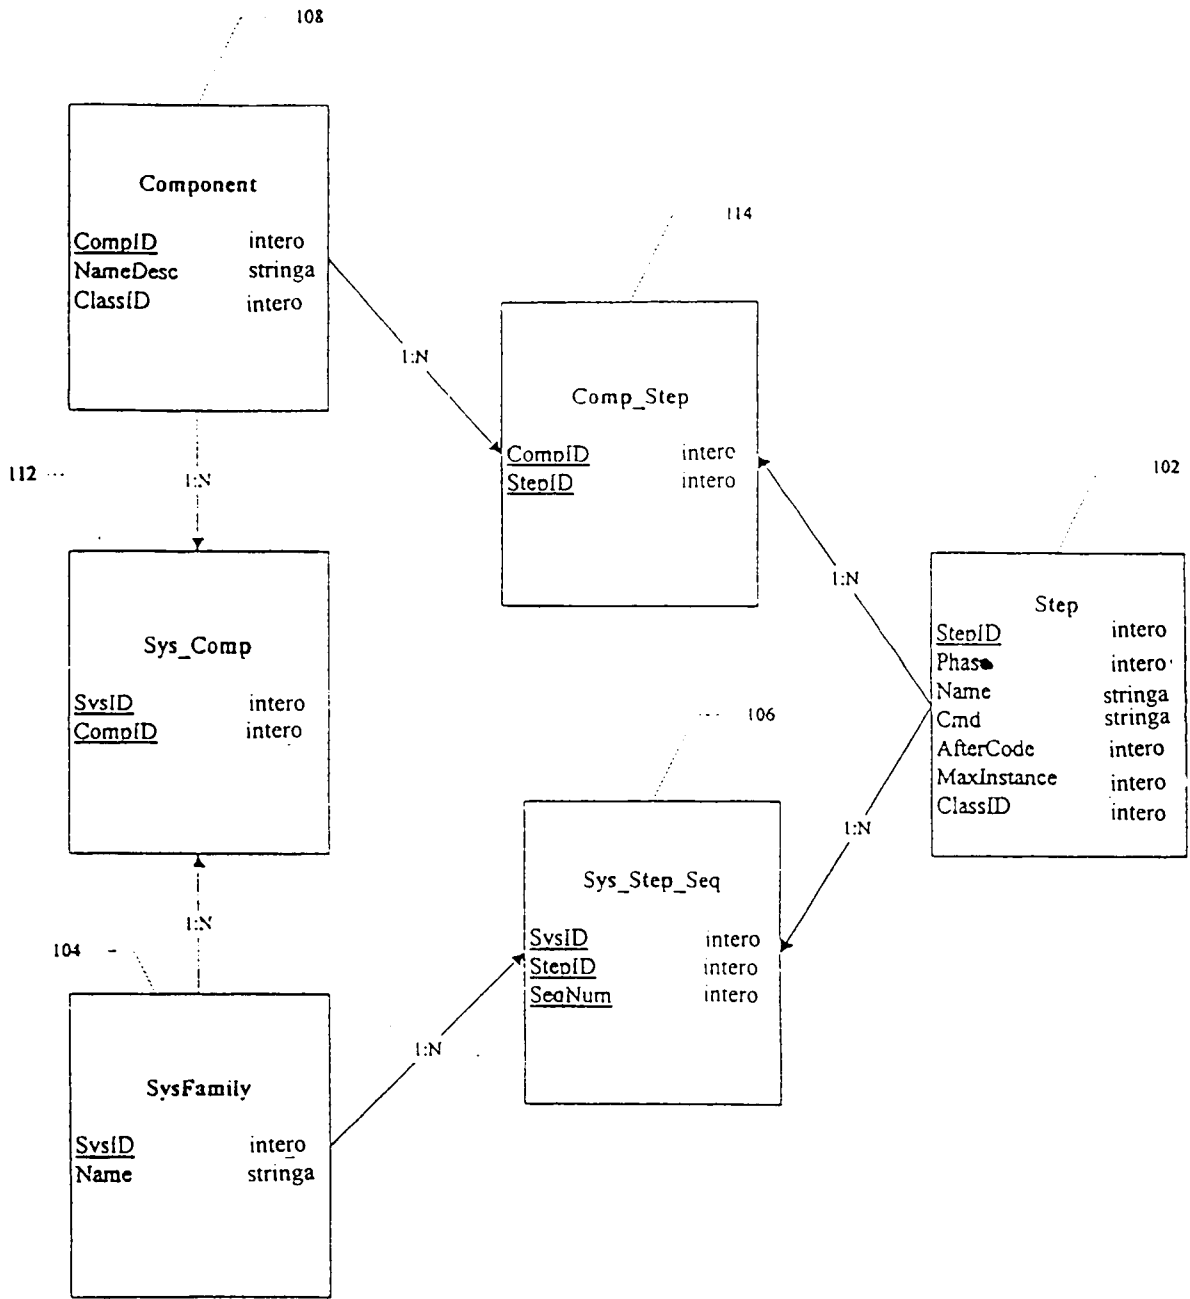 108
Component
CompID intero
NameDesc stringa
ClassID intero
114
Comp_Step
CompID intero
StepID intero
1:N
112
1:N
102
Step
StepID intero
Phase intero
Name stringa
Cmd stringa
AfterCode intero
MaxInstance intero
ClassID intero
1:N
Sys_Comp
SysID intero
CompID intero
106
Sys_Step_Seq
SysID intero
StepID intero
SeqNum intero
1:N
1:N
104
SysFamily
SysID intero
Name stringa
1:N